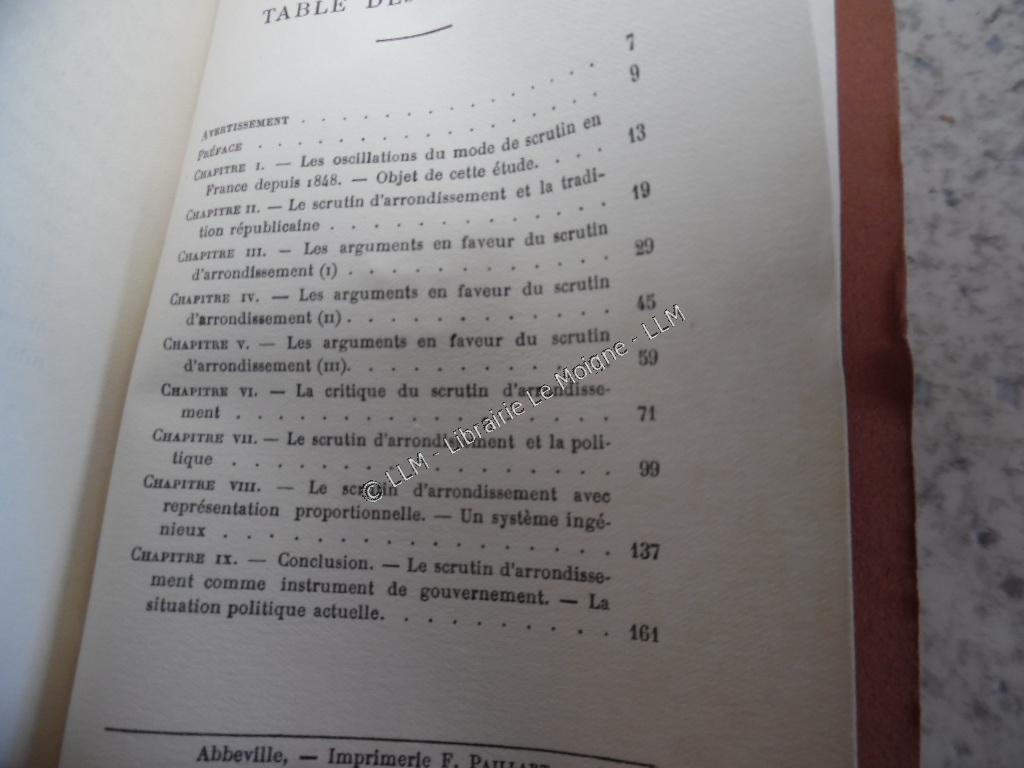 TABLE DES
AVERTISSEMENT . . . . . . . . . . . . 7
PRÉFACE . . . . . . . . . . . . 9
CHAPITRE I. — Les oscillations du mode de scrutin en
France depuis 1848. — Objet de cette étude. . . . 13
CHAPITRE II. — Le scrutin d'arrondissement et la tradi-
tion républicaine . . . . . . . . . . . 19
CHAPITRE III. — Les arguments en faveur du scrutin
d'arrondissement (I) . . . . . . . . . . 29
CHAPITRE IV. — Les arguments en faveur du scrutin
d'arrondissement (II) . . . . . . . . . . 45
CHAPITRE V. — Les arguments en faveur du scrutin
d'arrondissement (III). . . . . . . . . . 59
CHAPITRE VI. — La critique du scrutin d'arrondisse-
ment . . . . . . . . . . . . . . 71
CHAPITRE VII. — Le scrutin d'arrondissement et la poli-
tique . . . . . . . . . . . . . . 99
CHAPITRE VIII. — Le scrutin d'arrondissement avec
représentation proportionnelle. — Un système ingé-
nieux . . . . . . . . . . . . . . 137
CHAPITRE IX. — Conclusion. — Le scrutin d'arrondisse-
ment comme instrument de gouvernement. — La
situation politique actuelle. . . . . . . . . 161
Abbeville, — Imprimerie F. PAILLART
© LLM - Librairie Le Moigne - LLM